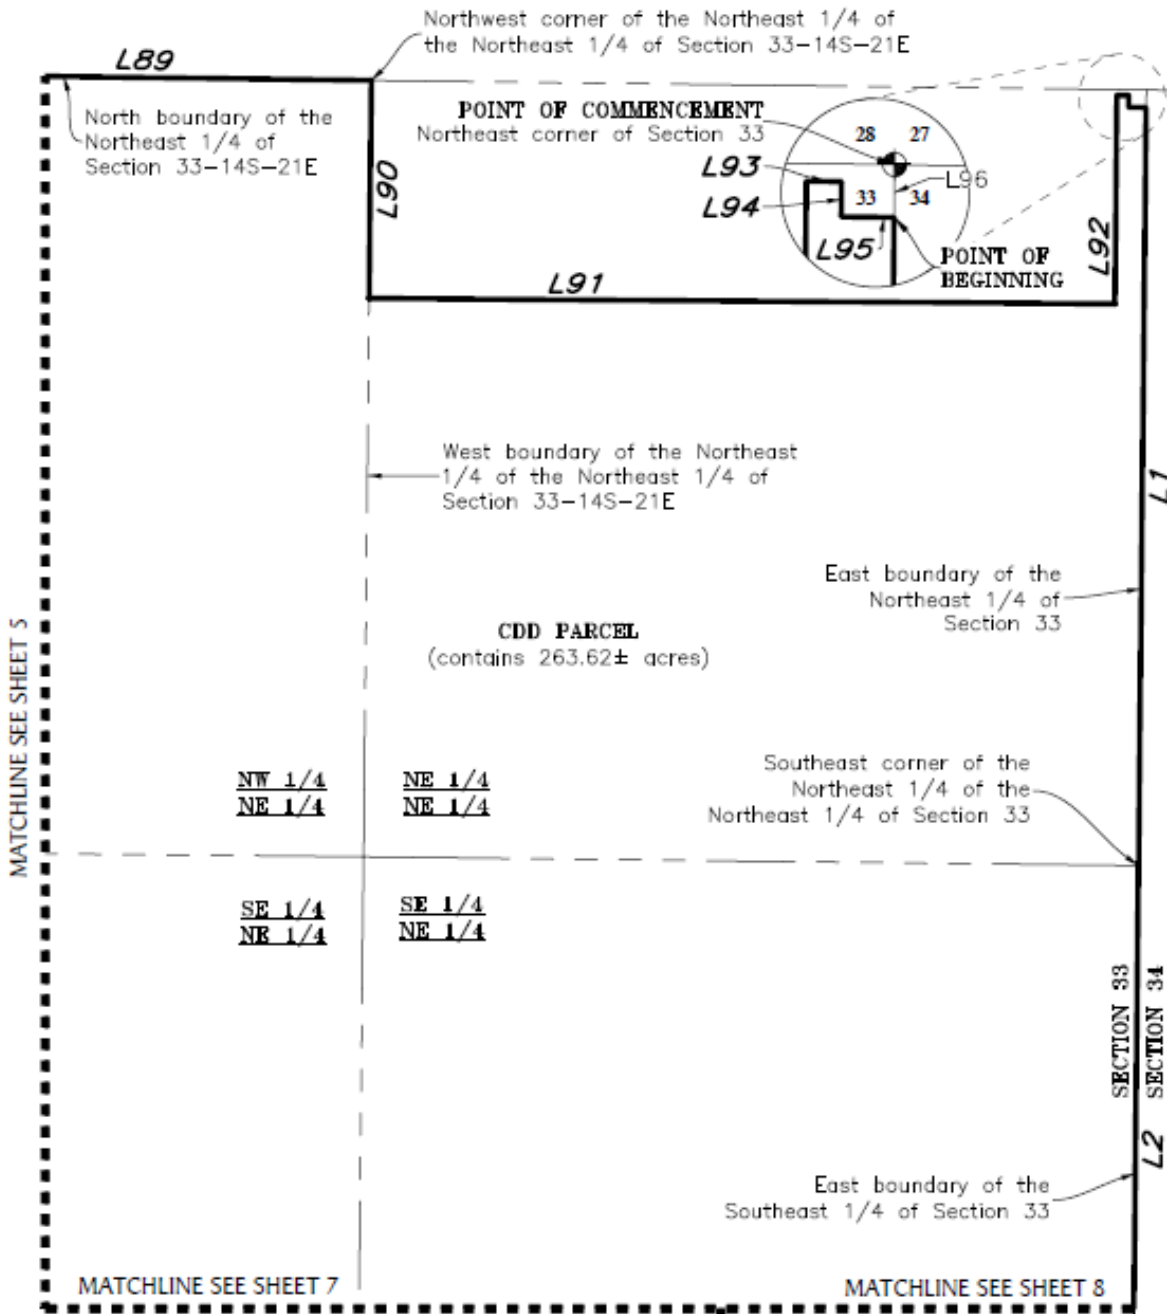 Northwest corner of the Northeast 1/4 of
the Northeast 1/4 of Section 33-14S-21E
L89
North boundary of the
Northeast 1/4 of
Section 33-14S-21E
L90
POINT OF COMMENCEMENT
Northeast corner of Section 33
28 27
L93
L96
L94
33 34
L95
POINT OF
BEGINNING
L92
L91
West boundary of the Northeast
1/4 of the Northeast 1/4 of
Section 33-14S-21E
L1
East boundary of the
Northeast 1/4 of
Section 33
CDD PARCEL
(contains 263.62± acres)
MATCHLINE SEE SHEET 5
NW 1/4
NE 1/4
NE 1/4
NE 1/4
Southeast corner of the
Northeast 1/4 of the
Northeast 1/4 of Section 33
SE 1/4
NE 1/4
SE 1/4
NE 1/4
SECTION 33
SECTION 34
L2
East boundary of the
Southeast 1/4 of Section 33
MATCHLINE SEE SHEET 7
MATCHLINE SEE SHEET 8